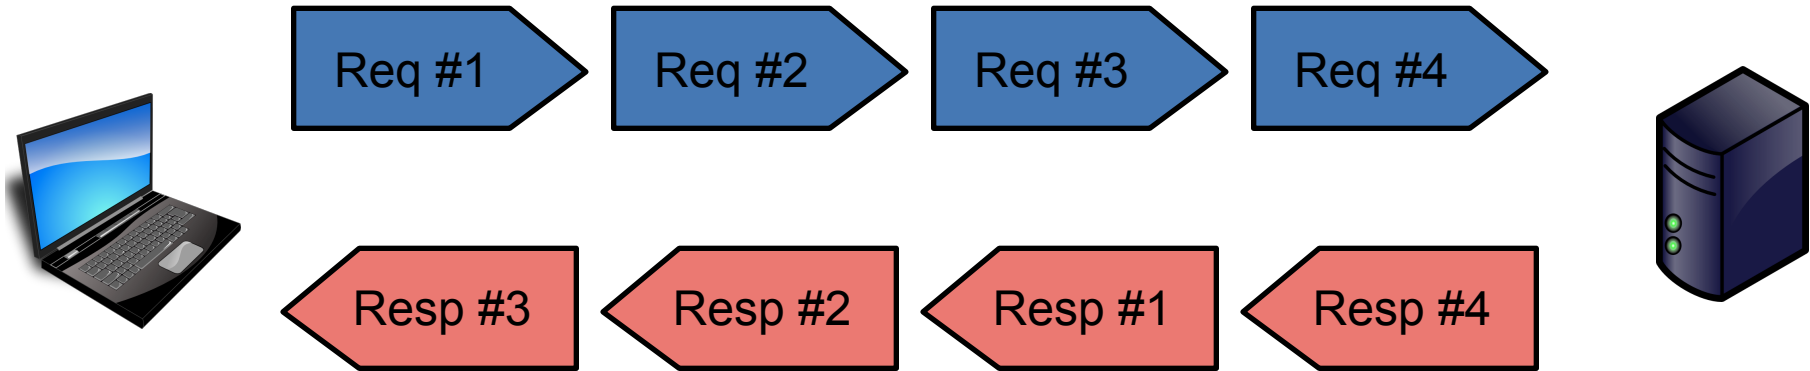 Req #1 Req #2 Req #3 Req #4
Resp #3 Resp #2 Resp #1 Resp #4